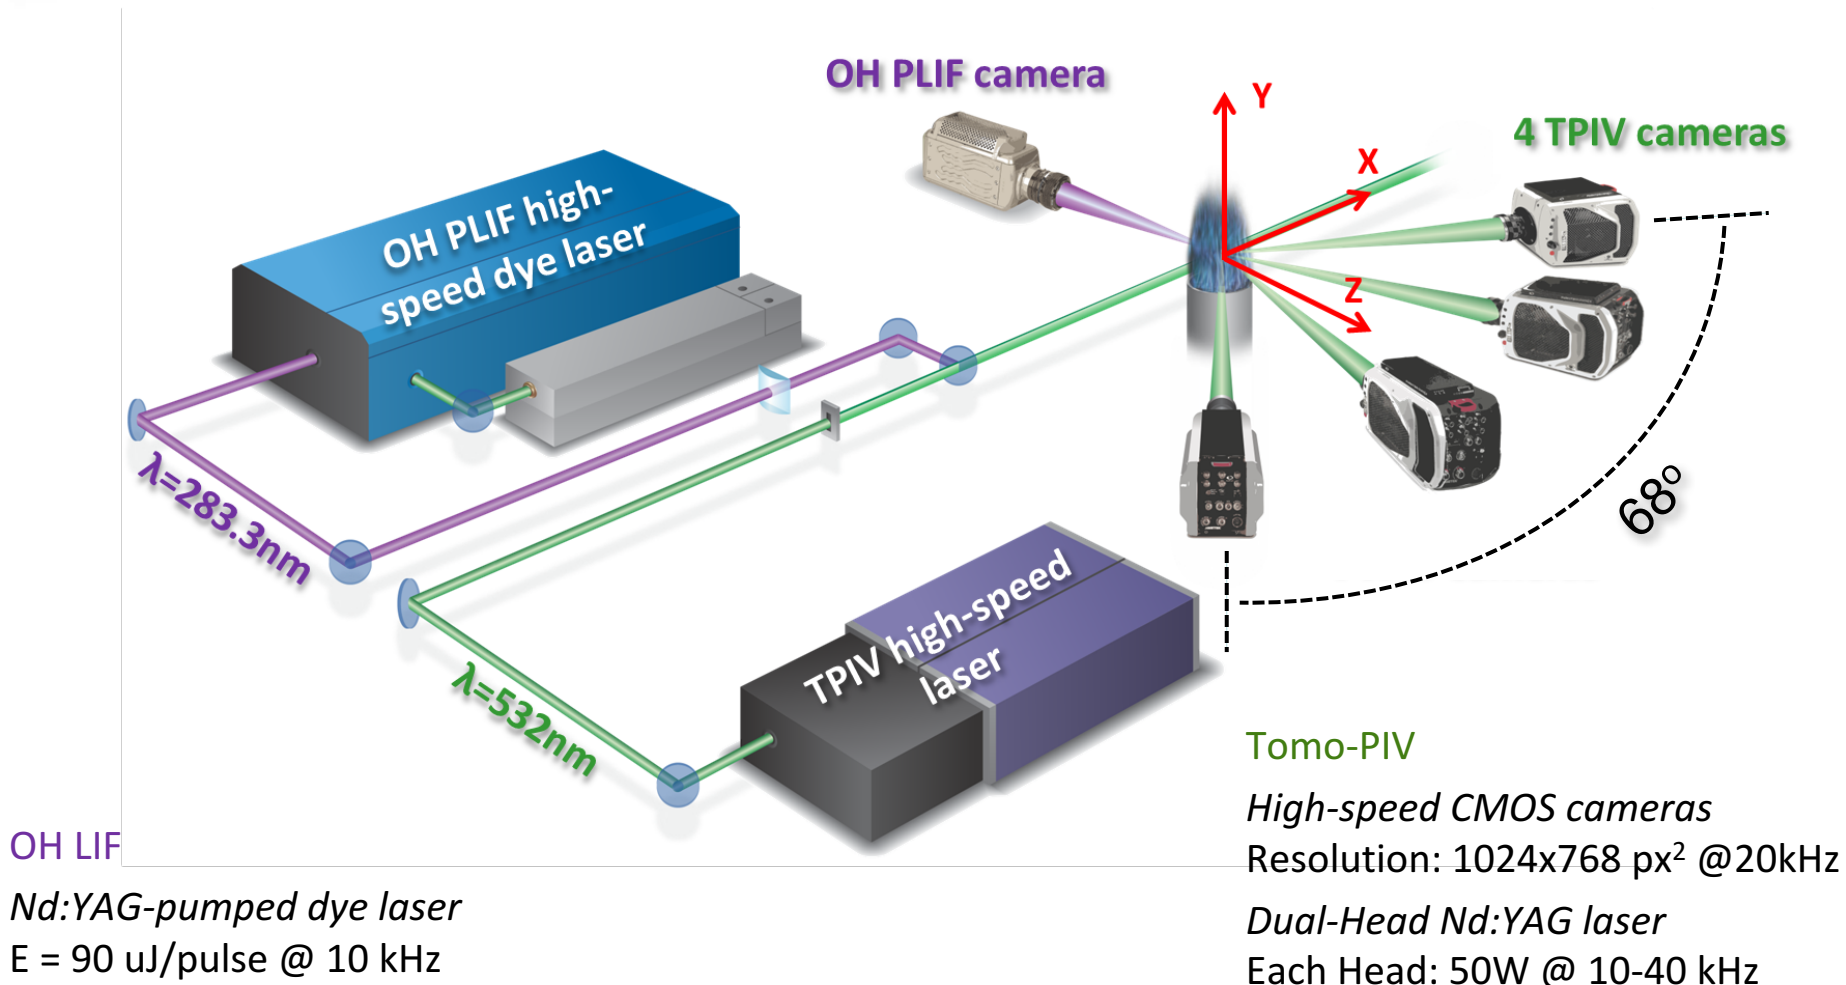 OH PLIF camera
Y
4 TPIV cameras
X
OH PLIF high-
speed dye laser
Z
λ=283.3nm
68°
TPIV high-speed
laser
λ=532nm
Tomo-PIV
High-speed CMOS cameras
Resolution: 1024x768 px² @20kHz
Dual-Head Nd:YAG laser
Each Head: 50W @ 10-40 kHz
OH LIF
Nd:YAG-pumped dye laser
E = 90 uJ/pulse @ 10 kHz